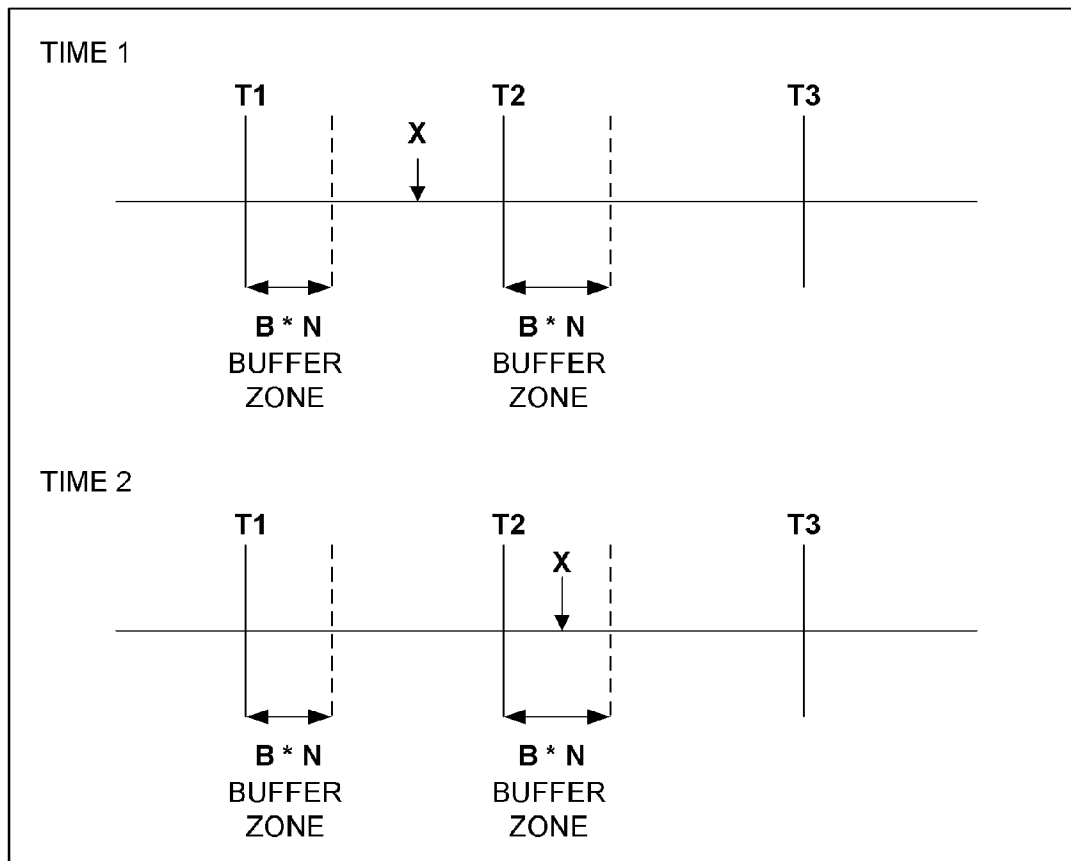 TIME 1
T1 T2 T3
X
B * N B * N
BUFFER BUFFER
ZONE ZONE
TIME 2
T1 T2 T3
X
B * N B * N
BUFFER BUFFER
ZONE ZONE